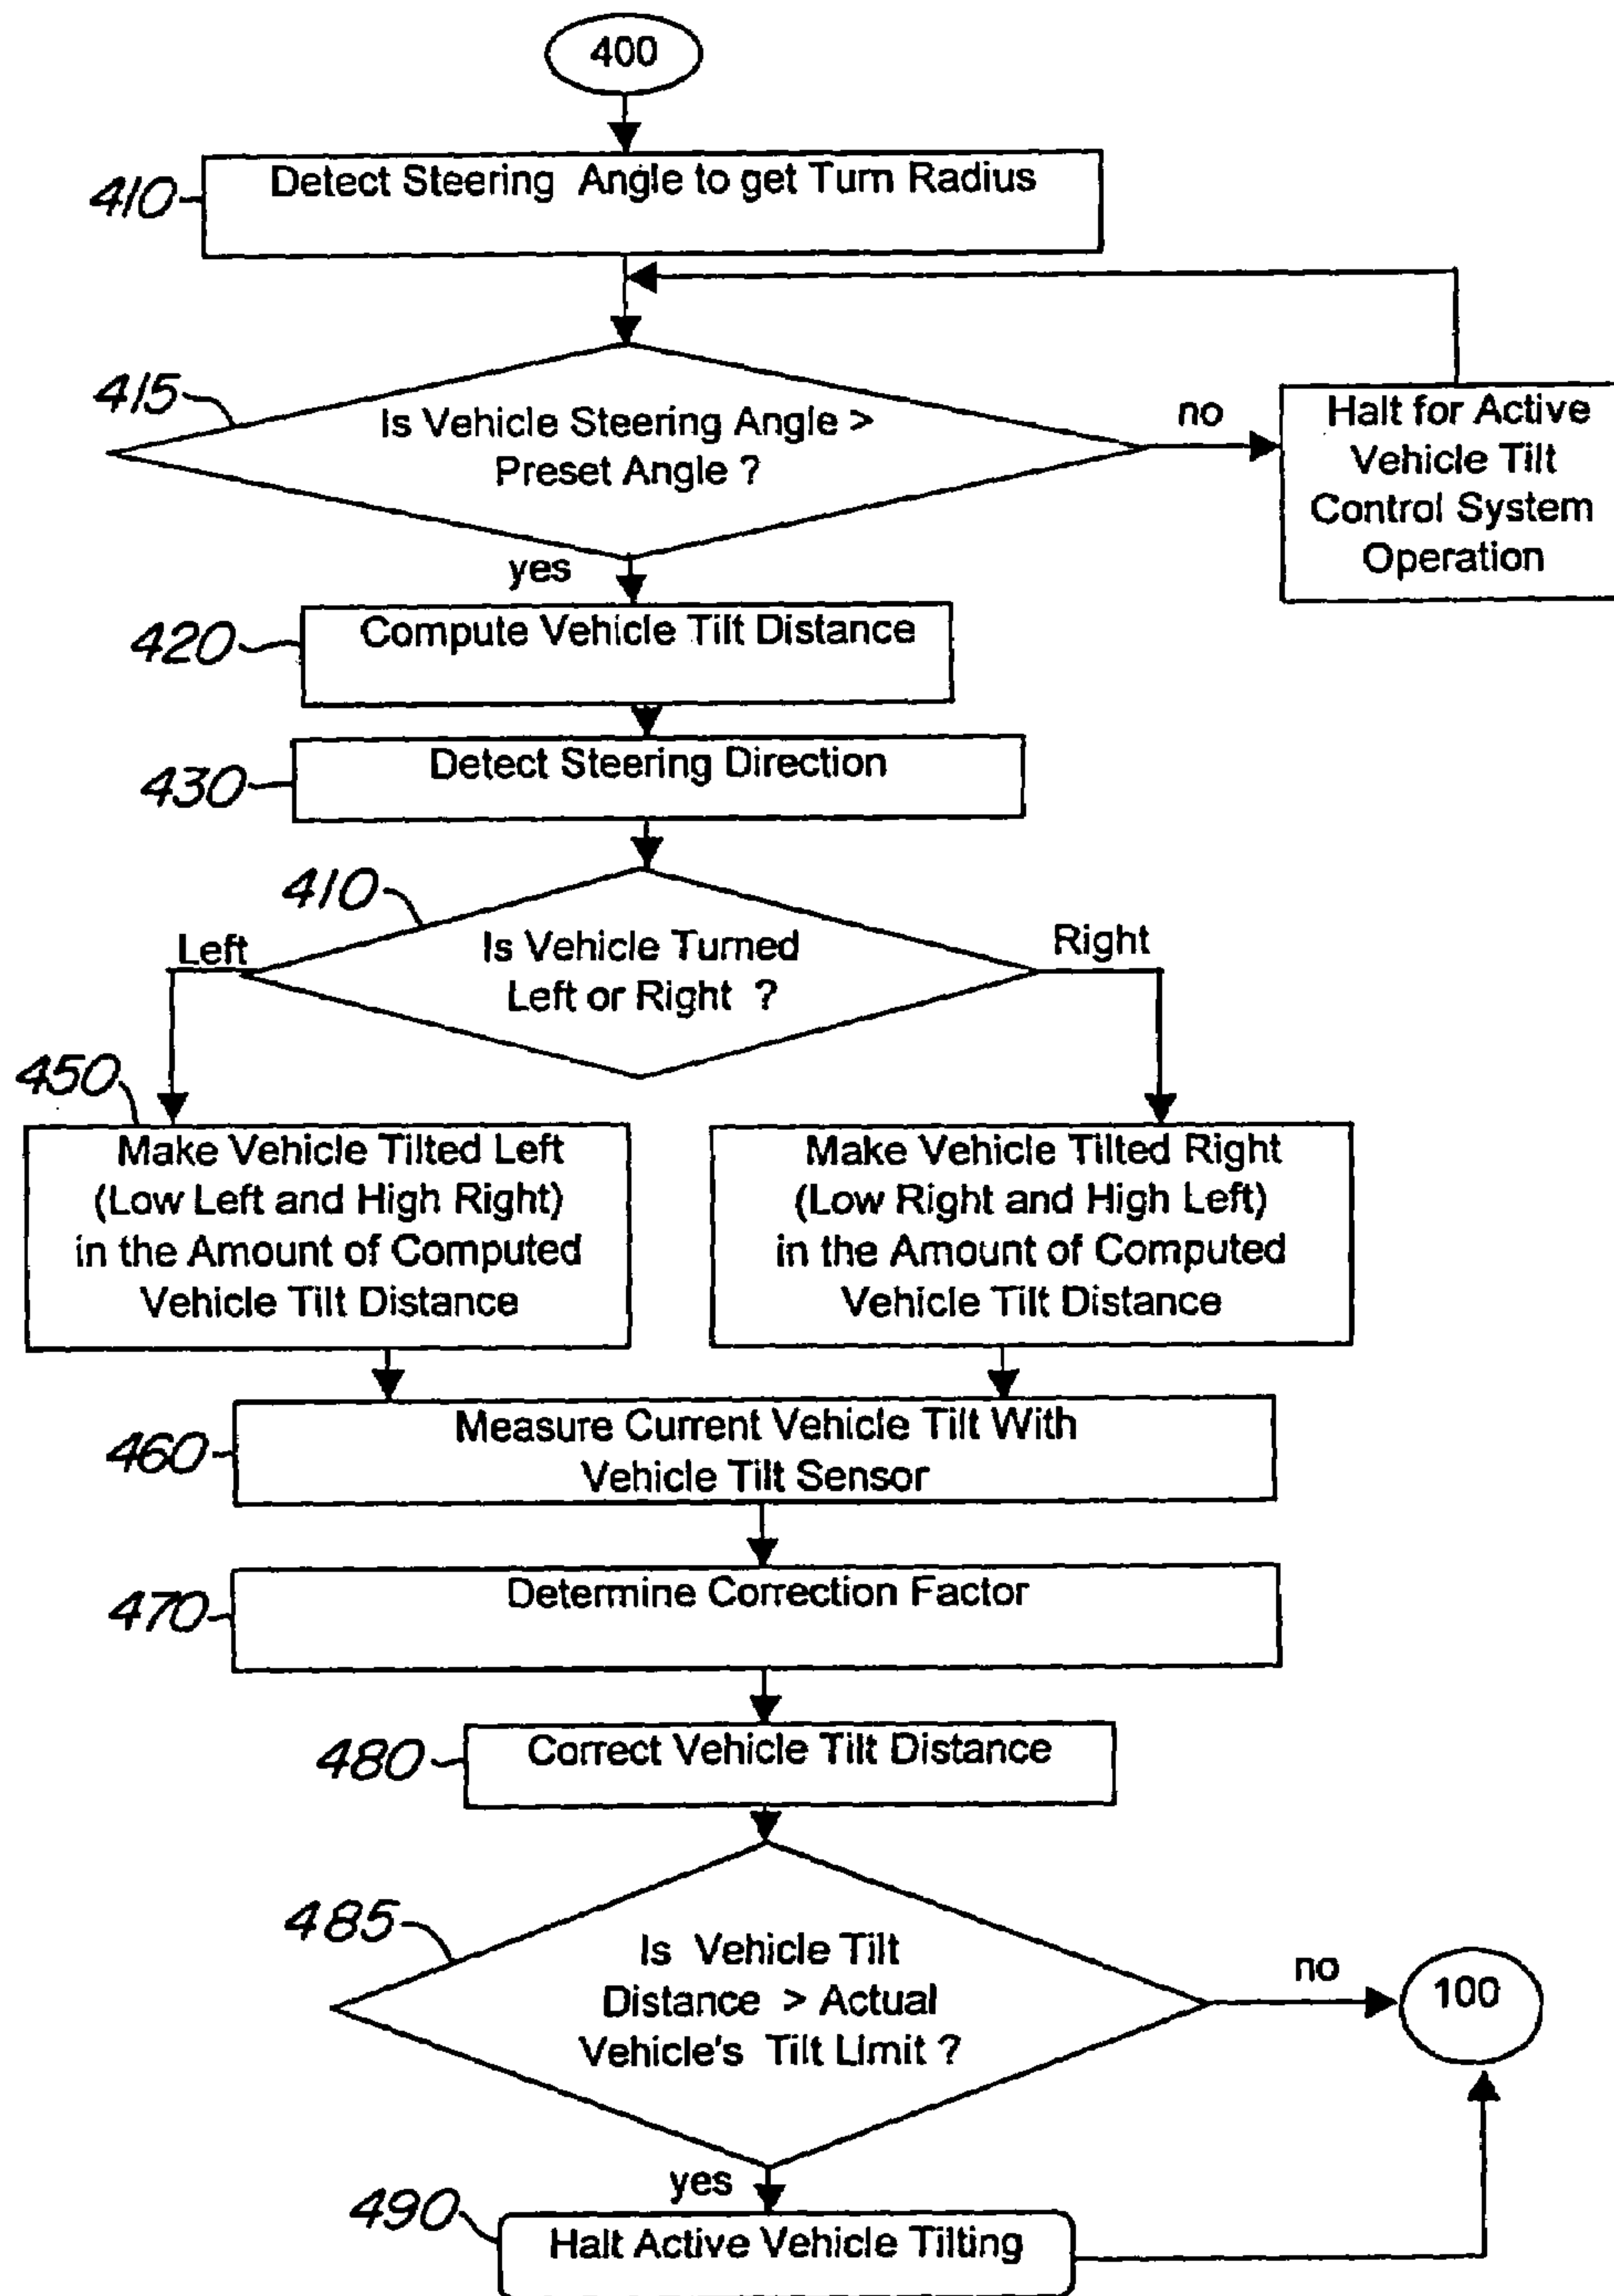 400
410
Detect Steering Angle to get Turn Radius
415
Is Vehicle Steering Angle >
Preset Angle ?
no
Halt for Active
Vehicle Tilt
Control System
Operation
yes
420
Compute Vehicle Tilt Distance
430
Detect Steering Direction
410
Left
Is Vehicle Turned
Left or Right ?
Right
450
Make Vehicle Tilted Left
(Low Left and High Right)
in the Amount of Computed
Vehicle Tilt Distance
Make Vehicle Tilted Right
(Low Right and High Left)
in the Amount of Computed
Vehicle Tilt Distance
460
Measure Current Vehicle Tilt With
Vehicle Tilt Sensor
470
Determine Correction Factor
480
Correct Vehicle Tilt Distance
485
Is Vehicle Tilt
Distance > Actual
Vehicle's Tilt Limit ?
no
100
yes
490
Halt Active Vehicle Tilting